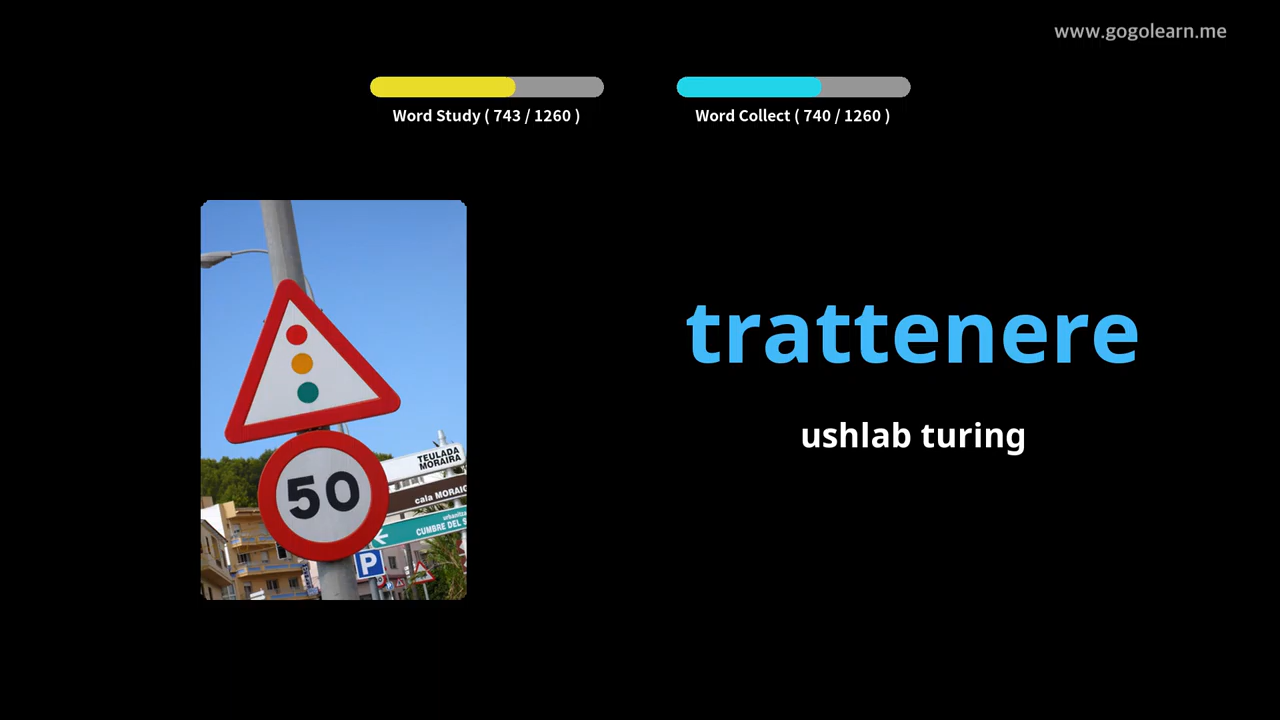 www.gogolearn.me
Word Study ( 743 / 1260 )
Word Collect ( 740 / 1260 )
trattenere
ushlab turing
50
TEULADA
MORAIRA
cala MORAIG
CUMBRE DEL S
P